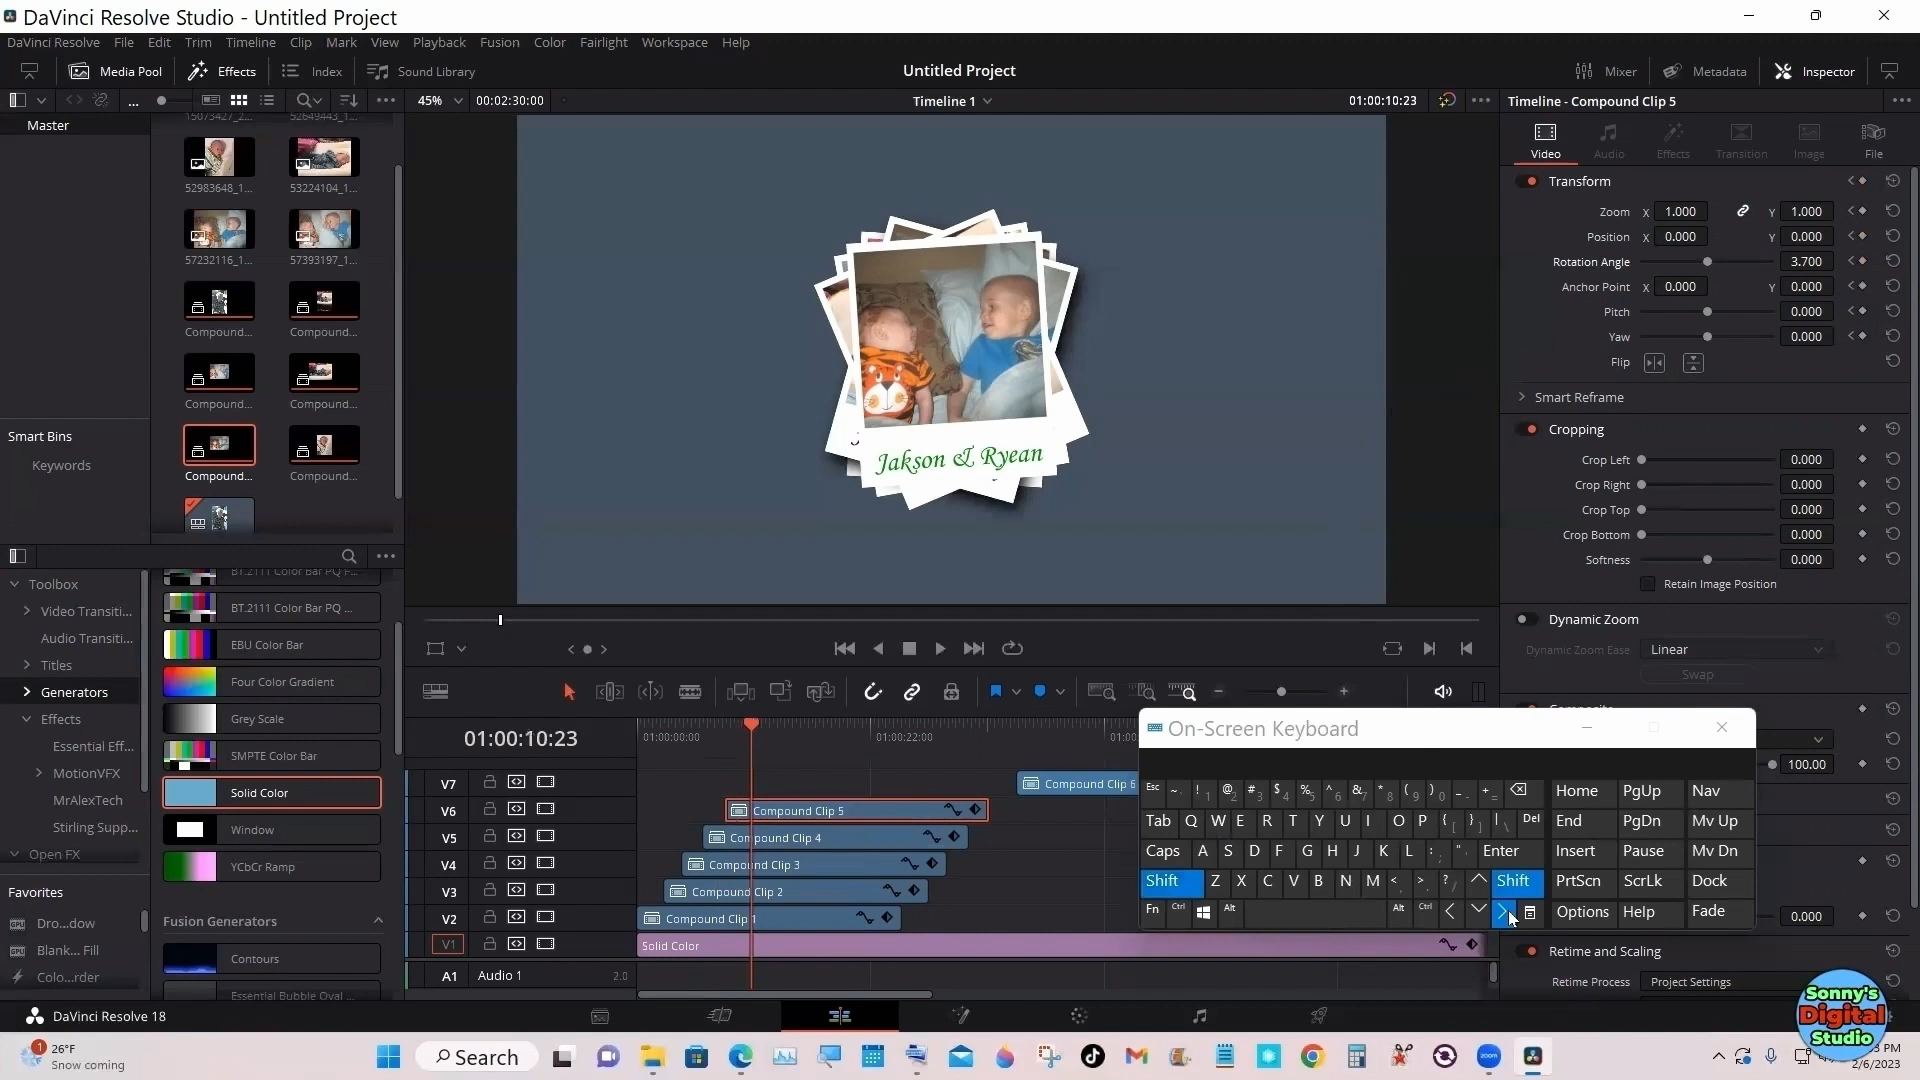 DaVinci Resolve Studio - Untitled Project
DaVinci Resolve File Edit Trim Timeline Clip Mark View Playback Fusion Color Fairlight Workspace Help
Media Pool Effects Index Sound Library Untitled Project Mixer Metadata Inspector
45% 00:02:30:00 Timeline 1 01:00:10:23 Timeline - Compound Clip 5
Master
15073427_2... 52649443_1...
52983648_1... 53224104_1...
57232116_1... 57393197_1...
Compound... Compound...
Compound... Compound...
Compound... Compound...
Smart Bins
Keywords
Jakson & Ryean
Video Audio Effects Transition Image File
Transform
Zoom X 1.000 Y 1.000
Position X 0.000 Y 0.000
Rotation Angle 3.700
Anchor Point X 0.000 Y 0.000
Pitch 0.000
Yaw 0.000
Flip
Smart Reframe
Cropping
Crop Left 0.000
Crop Right 0.000
Crop Top 0.000
Crop Bottom 0.000
Softness 0.000
Retain Image Position
Dynamic Zoom
Dynamic Zoom Ease Linear
Swap
Composite
100.00
0.000
Retime and Scaling
Retime Process Project Settings
Toolbox
Video Transiti...
Audio Transiti...
Titles
Generators
Effects
Essential Eff...
MotionVFX
MrAlexTech
Stirling Supp...
Open FX
Favorites
Dro...dow
Blank... Fill
Colo...rder
BT.2111 Color Bar PQ F...
BT.2111 Color Bar PQ ...
EBU Color Bar
Four Color Gradient
Grey Scale
SMPTE Color Bar
Solid Color
Window
YCbCr Ramp
Fusion Generators
Contours
Essential Bubble Oval ...
01:00:10:23 01:00:00:00 01:00:22:00 01:00
V7 Compound Clip 6
V6 Compound Clip 5
V5 Compound Clip 4
V4 Compound Clip 3
V3 Compound Clip 2
V2 Compound Clip 1
V1 Solid Color
A1 Audio 1 2.0
On-Screen Keyboard
Esc ~ ` ! 1 @ 2 # 3 $ 4 % 5 ^ 6 & 7 * 8 ( 9 ) 0 _ - + = Home PgUp Nav
Tab Q W E R T Y U I O P { [ } ] | \ Del End PgDn Mv Up
Caps A S D F G H J K L : ; " ' Enter Insert Pause Mv Dn
Shift Z X C V B N M < , > . ? / Shift PrtScn ScrLk Dock
Fn Ctrl Alt Alt Ctrl Options Help Fade
DaVinci Resolve 18
Sonny's
Digital
Studio
1 26°F
Snow coming
Search
zoom
PM
2/6/2023